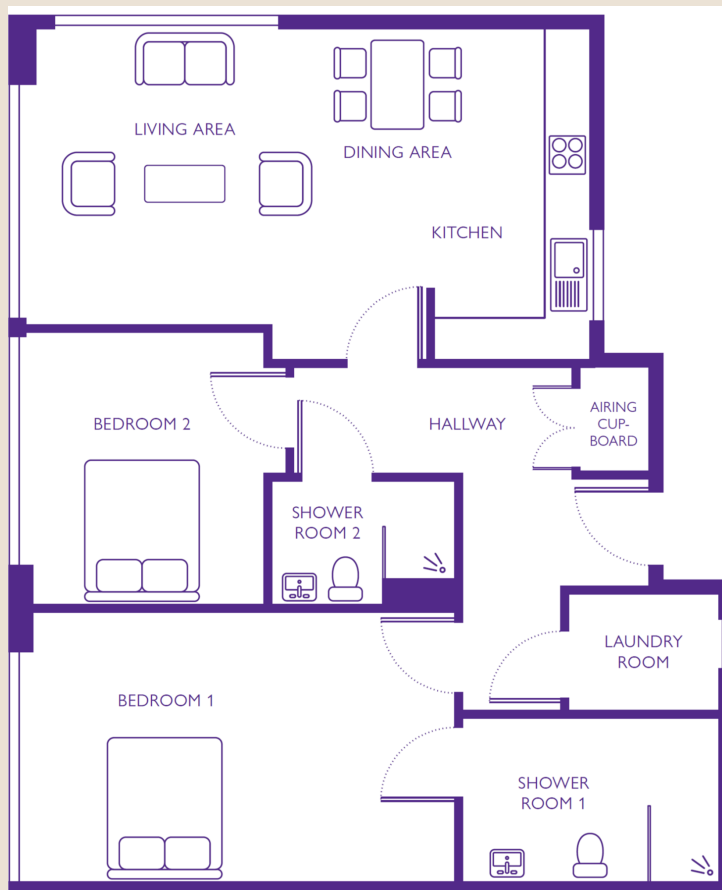 LIVING AREA
DINING AREA
KITCHEN
BEDROOM 2
HALLWAY
AIRING
CUP-
BOARD
SHOWER
ROOM 2
LAUNDRY
ROOM
BEDROOM 1
SHOWER
ROOM 1